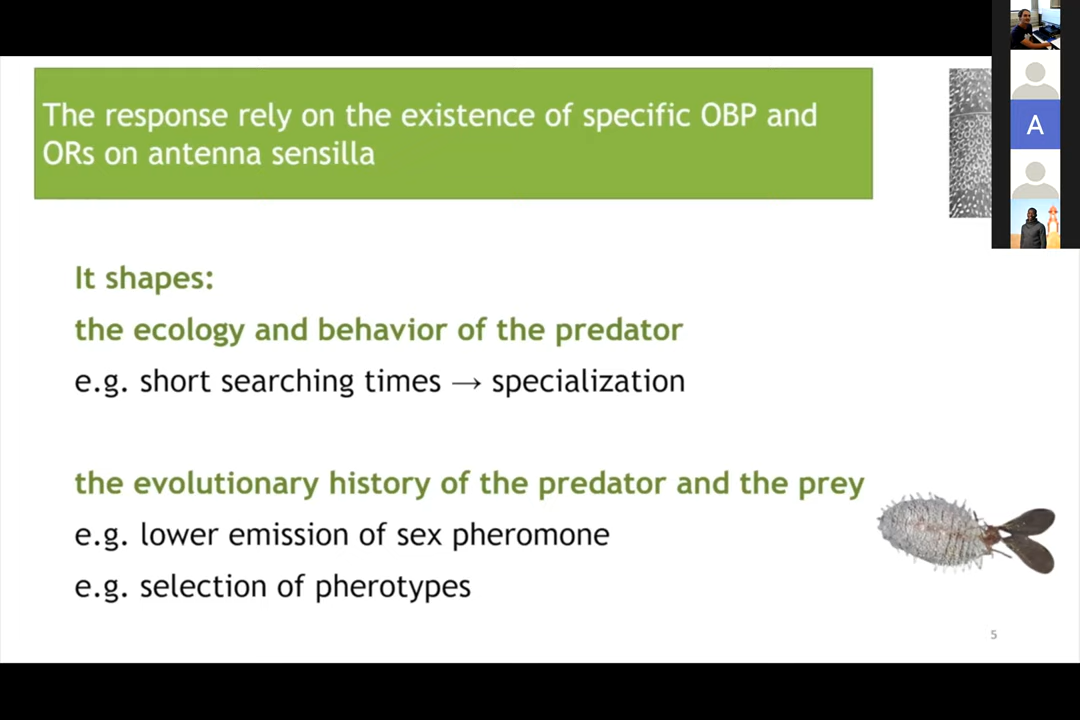 The response rely on the existence of specific OBP and
ORs on antenna sensilla
A
It shapes:
the ecology and behavior of the predator
e.g. short searching times → specialization
the evolutionary history of the predator and the prey
e.g. lower emission of sex pheromone
e.g. selection of pherotypes
5